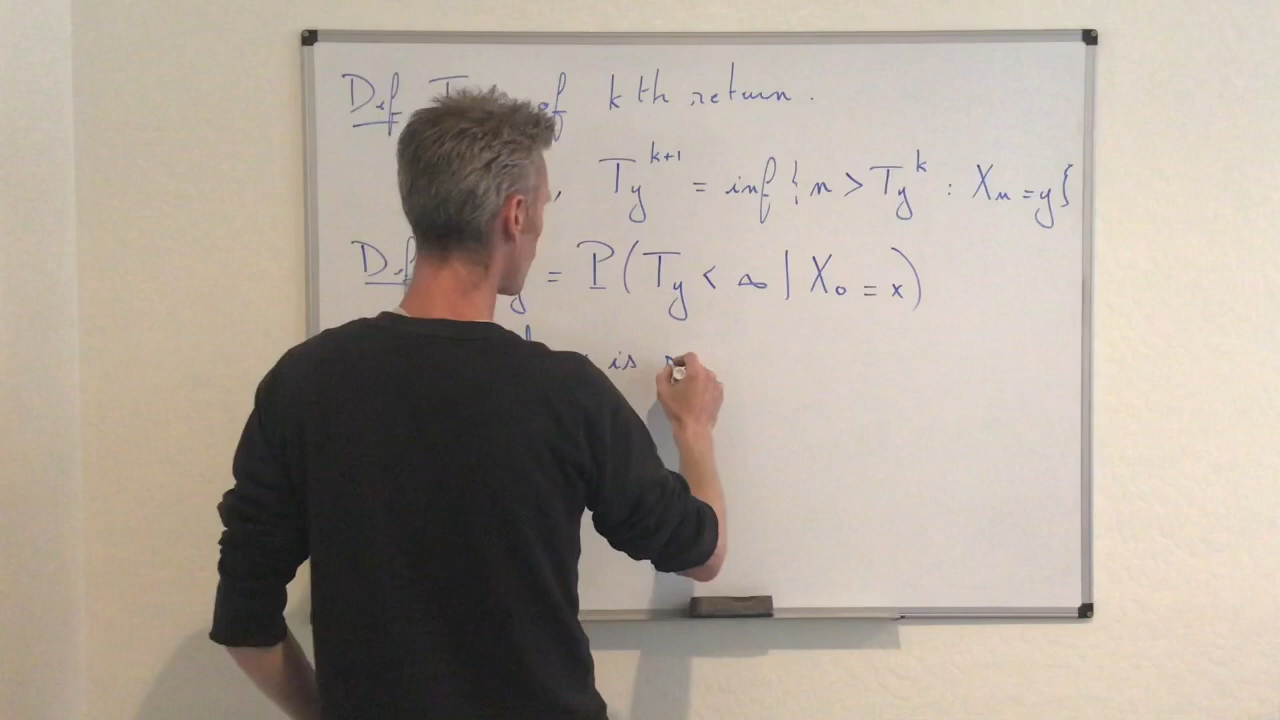 Def of k th return.
, T_y^{k+1} = inf { n > T_y^k : X_n = y }
Def = P ( T_y < ∞ | X_0 = x )
is